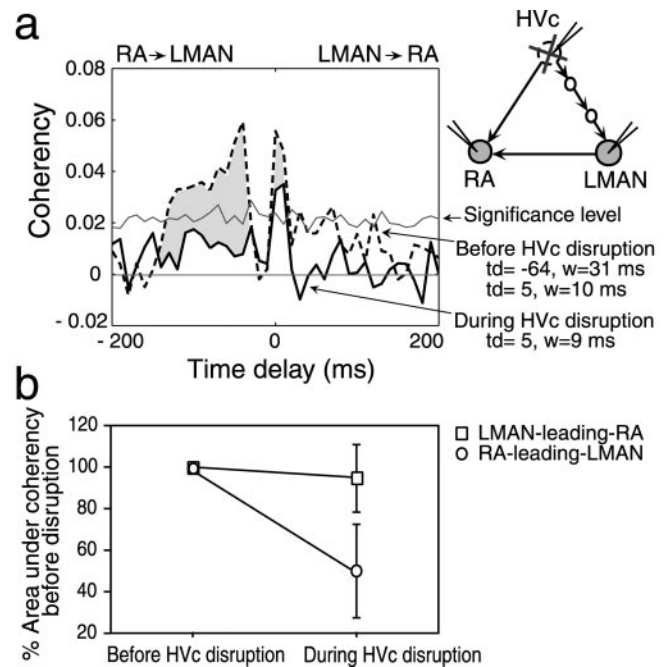 a
RA→LMAN
LMAN→RA
HVc
RA
LMAN
Coherency
0.08
0.06
0.04
0.02
0
- 0.02
- 200
0
200
Time delay (ms)
Significance level
Before HVc disruption
td= -64, w=31 ms
td= 5, w=10 ms
During HVc disruption
td= 5, w=9 ms
b
% Area under coherency
before disruption
120
100
80
60
40
20
Before HVc disruption
During HVc disruption
LMAN-leading-RA
RA-leading-LMAN